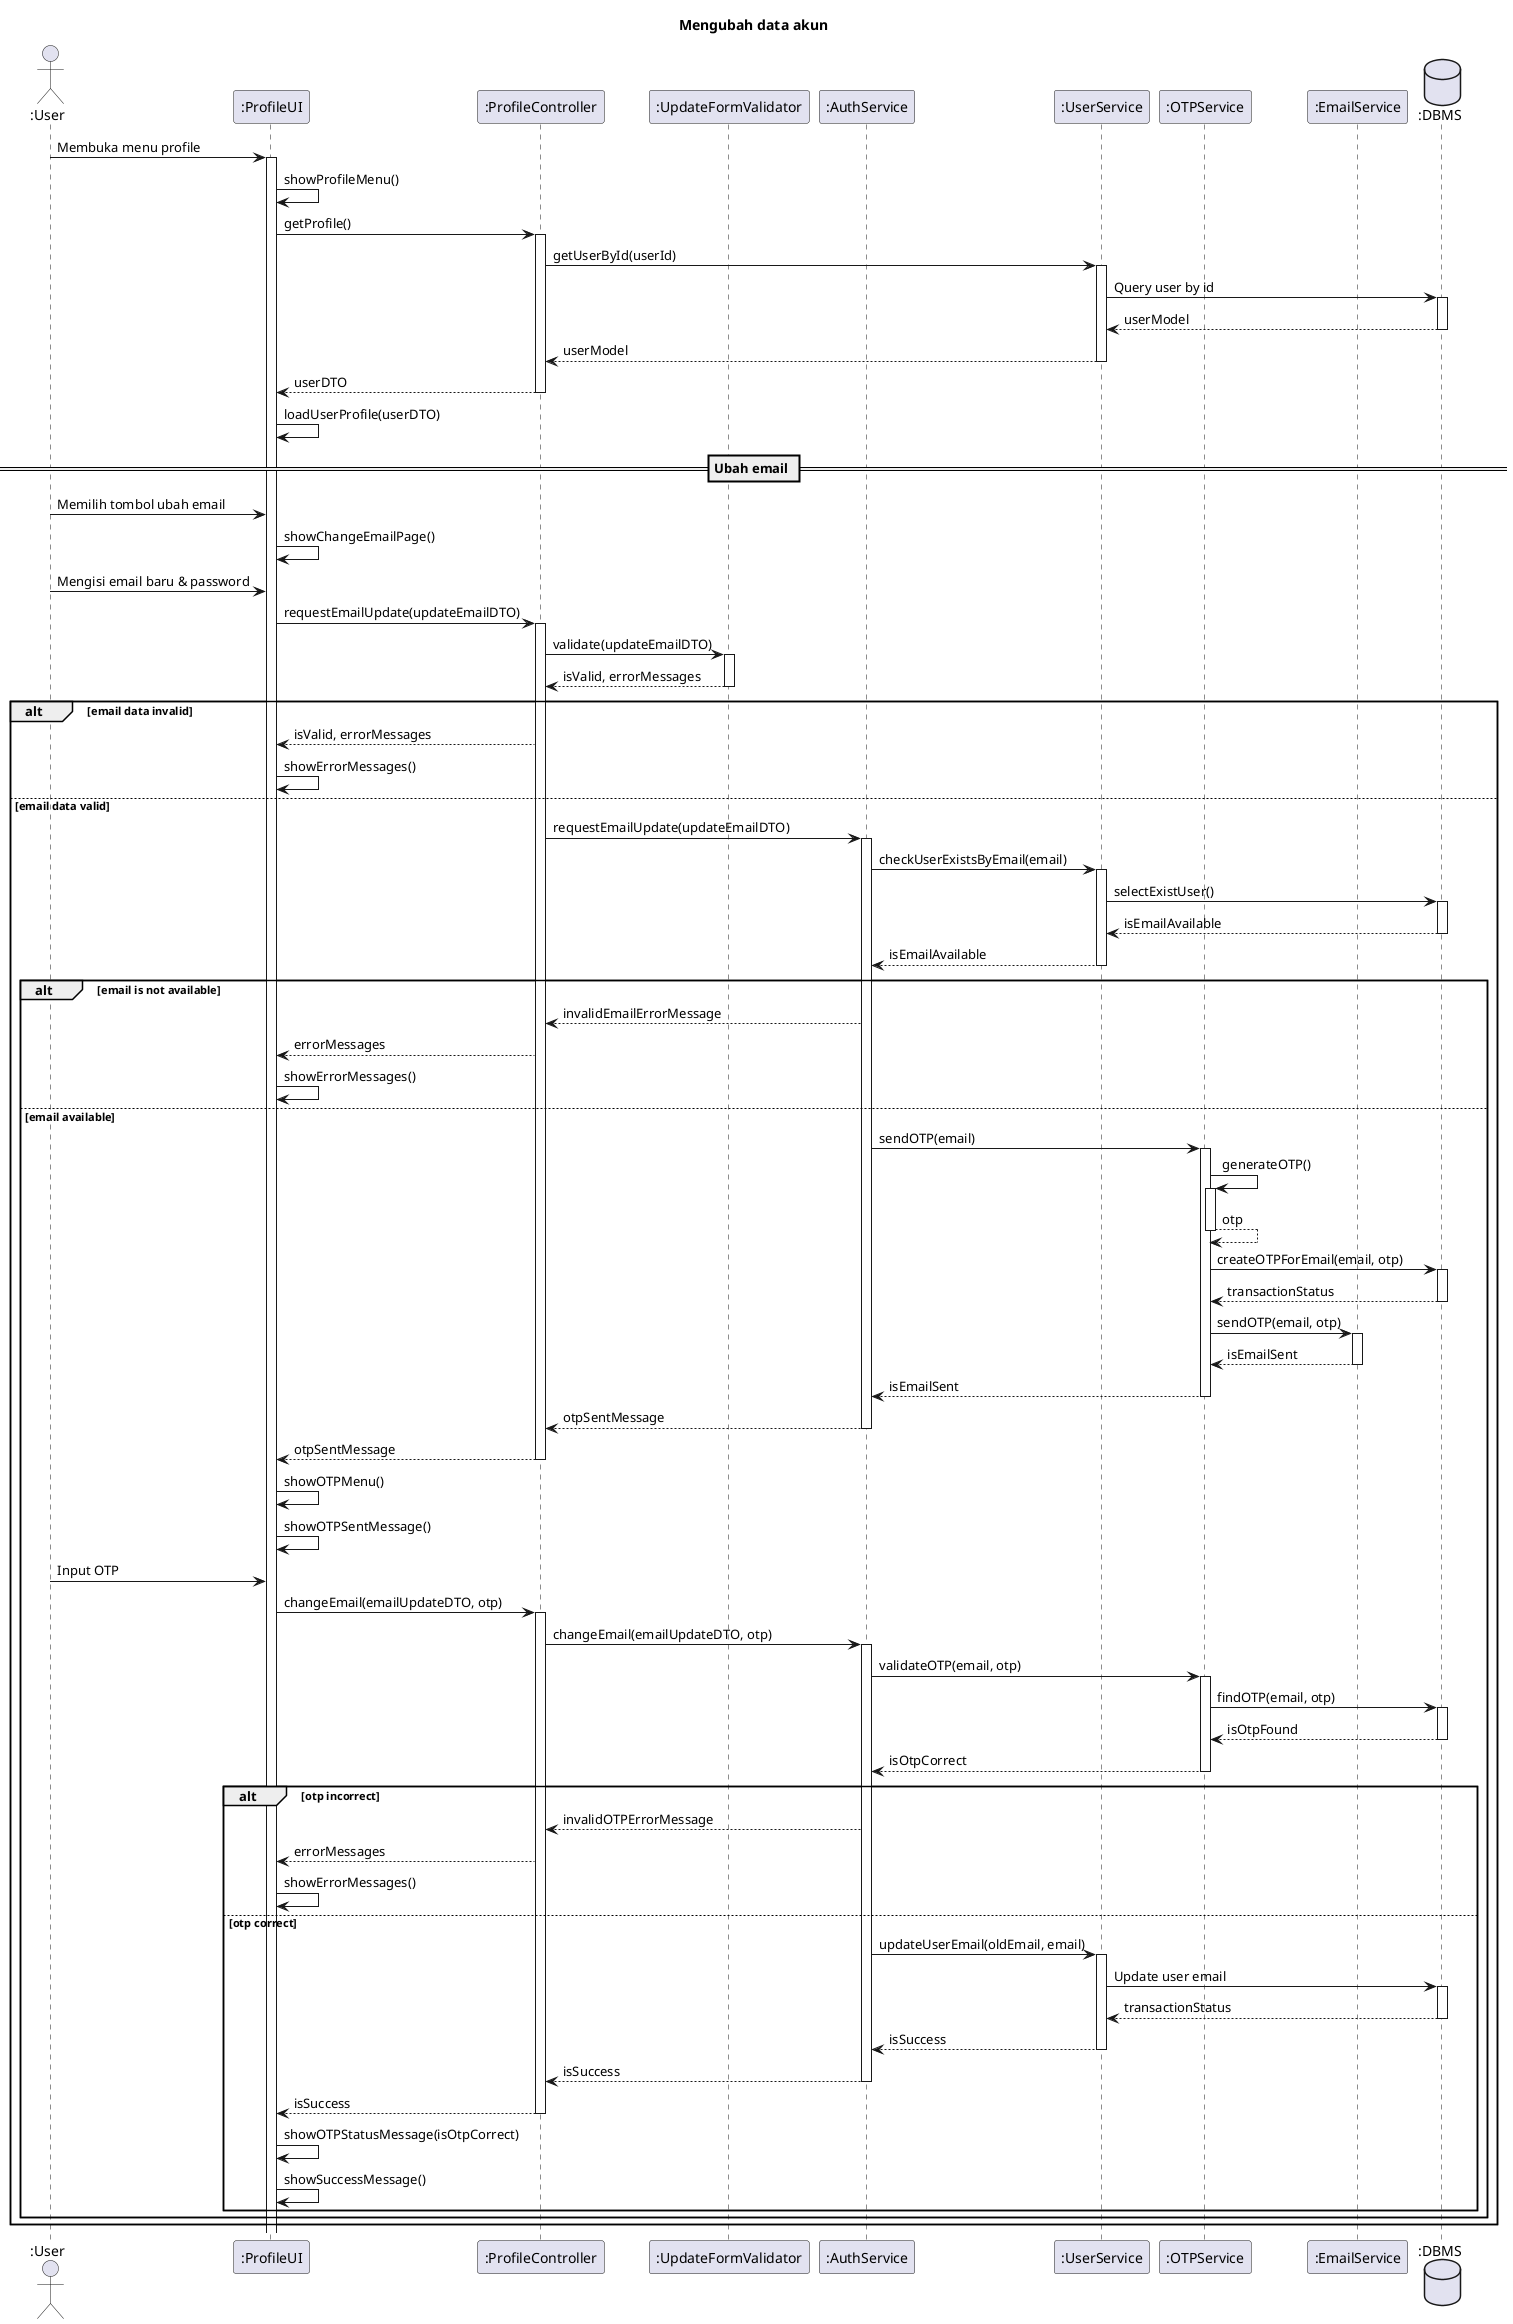 Mengubah data akun
:User
:ProfileUI
:ProfileController
:UpdateFormValidator
:AuthService
:UserService
:OTPService
:EmailService
:DBMS
Membuka menu profile
showProfileMenu()
getProfile()
getUserById(userId)
Query user by id
userModel
userModel
userDTO
loadUserProfile(userDTO)
Ubah email
Memilih tombol ubah email
showChangeEmailPage()
Mengisi email baru & password
requestEmailUpdate(updateEmailDTO)
validate(updateEmailDTO)
isValid, errorMessages
alt [email data invalid]
isValid, errorMessages
showErrorMessages()
[email data valid]
requestEmailUpdate(updateEmailDTO)
checkUserExistsByEmail(email)
selectExistUser()
isEmailAvailable
isEmailAvailable
alt [email is not available]
invalidEmailErrorMessage
errorMessages
showErrorMessages()
[email available]
sendOTP(email)
generateOTP()
otp
createOTPForEmail(email, otp)
transactionStatus
sendOTP(email, otp)
isEmailSent
isEmailSent
otpSentMessage
otpSentMessage
showOTPMenu()
showOTPSentMessage()
Input OTP
changeEmail(emailUpdateDTO, otp)
changeEmail(emailUpdateDTO, otp)
validateOTP(email, otp)
findOTP(email, otp)
isOtpFound
isOtpCorrect
alt [otp incorrect]
invalidOTPErrorMessage
errorMessages
showErrorMessages()
[otp correct]
updateUserEmail(oldEmail, email)
Update user email
transactionStatus
isSuccess
isSuccess
isSuccess
showOTPStatusMessage(isOtpCorrect)
showSuccessMessage()
:User
:ProfileUI
:ProfileController
:UpdateFormValidator
:AuthService
:UserService
:OTPService
:EmailService
:DBMS